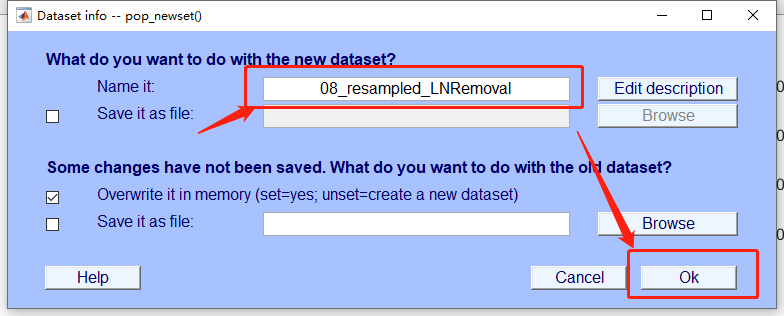 Dataset info -- pop_newset()
What do you want to do with the new dataset?
Name it:
08_resampled_LNRemoval
Edit description
Save it as file:
Browse
Some changes have not been saved. What do you want to do with the old dataset?
Overwrite it in memory (set=yes; unset=create a new dataset)
Save it as file:
Browse
Help
Cancel
Ok